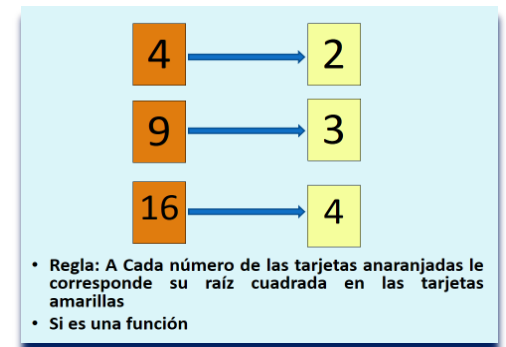 4 2
9 3
16 4
• Regla: A Cada número de las tarjetas anaranjadas le
corresponde su raíz cuadrada en las tarjetas
amarillas
• Si es una función